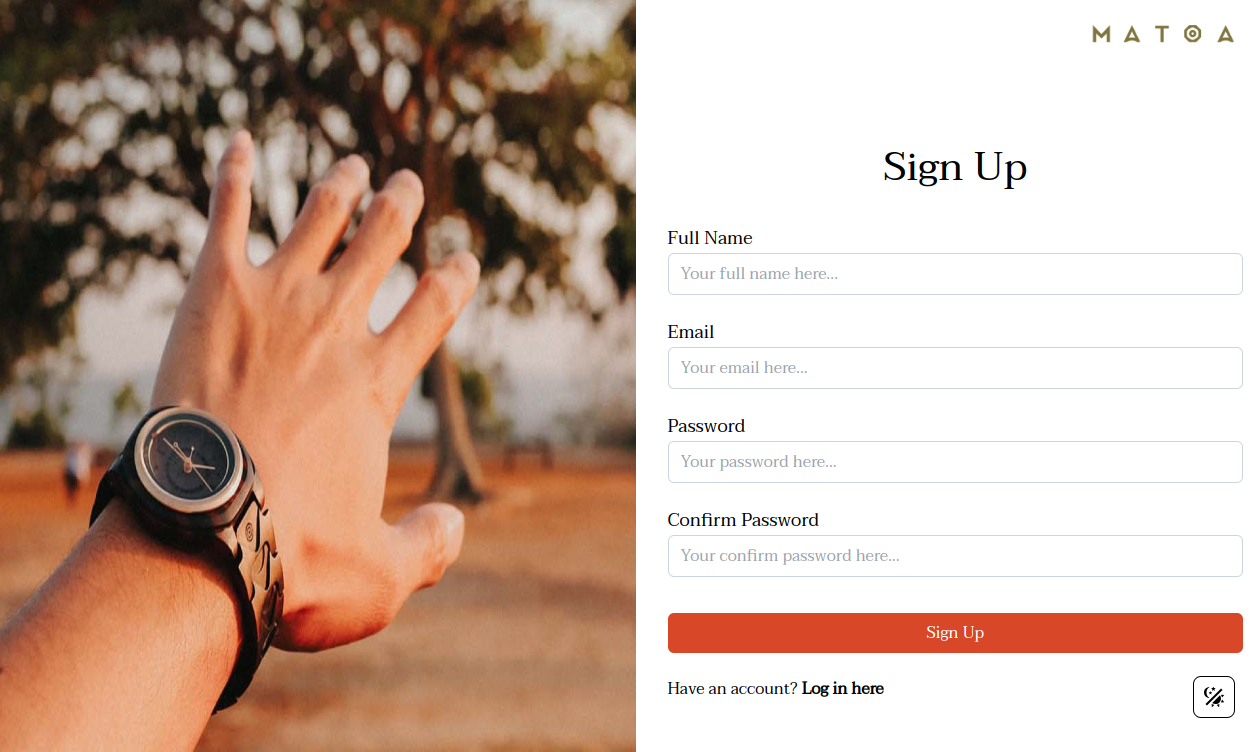 MATOA
Sign Up
Full Name
Your full name here...
Email
Your email here...
Password
Your password here...
Confirm Password
Your confirm password here...
Sign Up
Have an account? Log in here